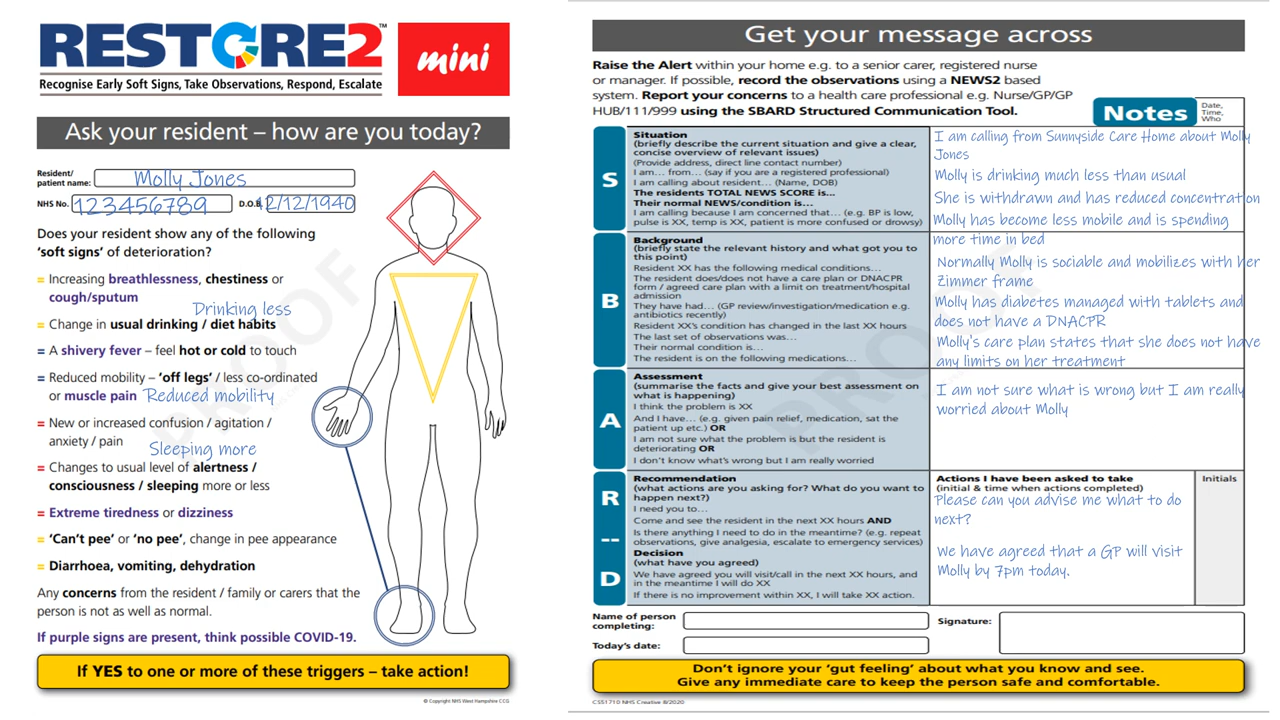 RESTORE2™
mini
Recognise Early Soft Signs, Take Observations, Respond, Escalate
Ask your resident – how are you today?
Resident/
patient name: Molly Jones
NHS No. 123456789 D.O.B. 12/12/1940
Does your resident show any of the following
‘soft signs’ of deterioration?
= Increasing breathlessness, chestiness or
cough/sputum
Drinking less
= Change in usual drinking / diet habits
= A shivery fever – feel hot or cold to touch
= Reduced mobility – ‘off legs’ / less co-ordinated
or muscle pain Reduced mobility
= New or increased confusion / agitation /
anxiety / pain
Sleeping more
= Changes to usual level of alertness /
consciousness / sleeping more or less
= Extreme tiredness or dizziness
= ‘Can’t pee’ or ‘no pee’, change in pee appearance
= Diarrhoea, vomiting, dehydration
Any concerns from the resident / family or carers that the
person is not as well as normal.
If purple signs are present, think possible COVID-19.
If YES to one or more of these triggers – take action!
© Copyright NHS West Hampshire CCG
PROOF
Get your message across
Raise the Alert within your home e.g. to a senior carer, registered nurse
or manager. If possible, record the observations using a NEWS2 based
system. Report your concerns to a health care professional e.g. Nurse/GP/GP
HUB/111/999 using the SBARD Structured Communication Tool.
Notes
Date,
Time,
Who
S
Situation
(briefly describe the current situation and give a clear,
concise overview of relevant issues)
(Provide address, direct line contact number)
I am… from… (say if you are a registered professional)
I am calling about resident… (Name, DOB)
The residents TOTAL NEWS SCORE is…
Their normal NEWS/condition is…
I am calling because I am concerned that… (e.g. BP is low,
pulse is XX, temp is XX, patient is more confused or drowsy)
I am calling from Sunnyside Care Home about Molly
Jones
Molly is drinking much less than usual
She is withdrawn and has reduced concentration
Molly has become less mobile and is spending
more time in bed
B
Background
(briefly state the relevant history and what got you to
this point)
Resident XX has the following medical conditions…
The resident does/does not have a care plan or DNACPR
form / agreed care plan with a limit on treatment/hospital
admission
They have had… (GP review/investigation/medication e.g.
antibiotics recently)
Resident XX’s condition has changed in the last XX hours
The last set of observations was…
Their normal condition is…
The resident is on the following medications…
Normally Molly is sociable and mobilizes with her
Zimmer frame
Molly has diabetes managed with tablets and
does not have a DNACPR
Molly's care plan states that she does not have
any limits on her treatment
A
Assessment
(summarise the facts and give your best assessment on
what is happening)
I think the problem is XX
And I have… (e.g. given pain relief, medication, sat the
patient up etc.) OR
I am not sure what the problem is but the resident is
deteriorating OR
I don’t know what’s wrong but I am really worried
I am not sure what is wrong but I am really
worried about Molly
R
--
D
Recommendation
(what actions are you asking for? What do you want to
happen next?)
I need you to…
Come and see the resident in the next XX hours AND
Is there anything I need to do in the meantime? (e.g. repeat
observations, give analgesia, escalate to emergency services)
Decision
(what have you agreed)
We have agreed you will visit/call in the next XX hours, and
in the meantime I will do XX
If there is no improvement within XX, I will take XX action.
Actions I have been asked to take
(initial & time when actions completed)
Initials
Please can you advise me what to do
next?
We have agreed that a GP will visit
Molly by 7pm today.
PROOF
Name of person
completing:
Signature:
Today’s date:
Don’t ignore your ‘gut feeling’ about what you know and see.
Give any immediate care to keep the person safe and comfortable.
CS51710 NHS Creative 8/2020